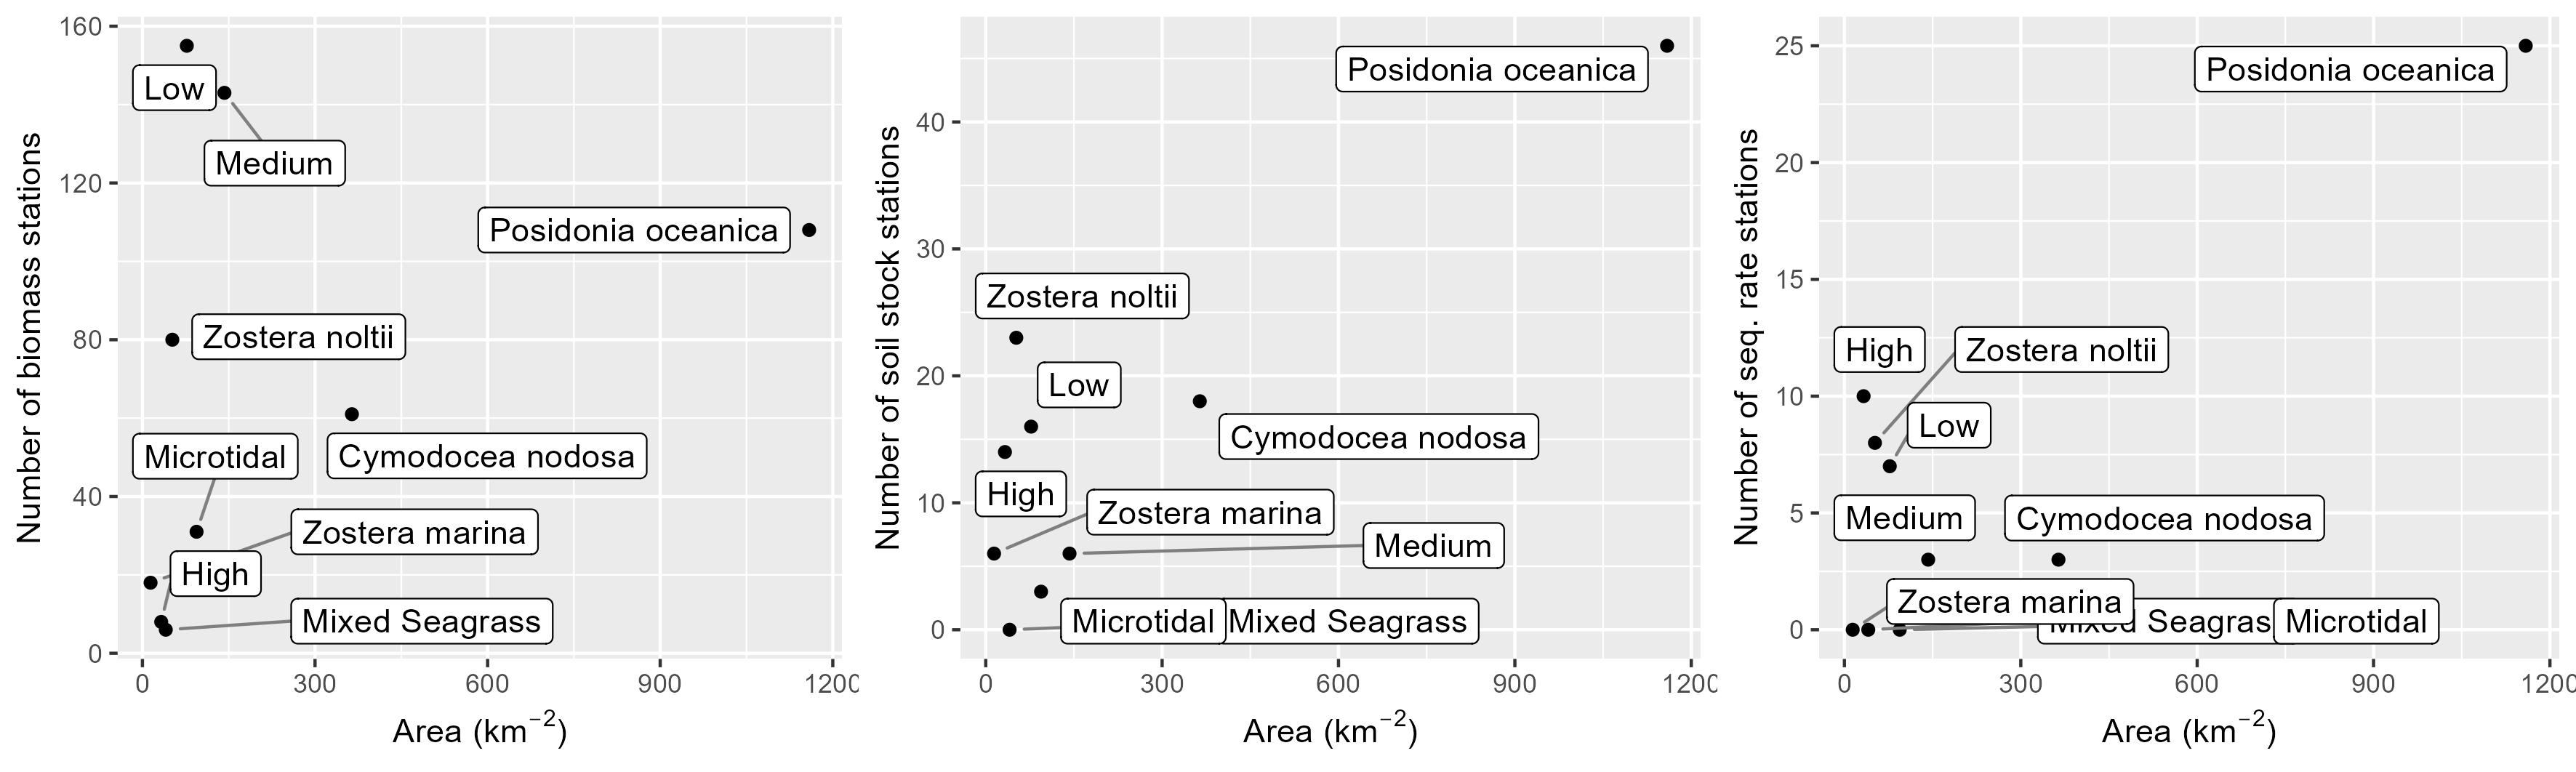 Number of biomass stations
160
120
80
40
0
Low
Medium
Posidonia oceanica
Zostera noltii
Microtidal
Cymodocea nodosa
Zostera marina
High
Mixed Seagrass
0 300 600 900 1200
Area (km⁻²)
Number of soil stock stations
40
30
20
10
0
Posidonia oceanica
Zostera noltii
Low
Cymodocea nodosa
High
Zostera marina
Medium
Microtidal
Mixed Seagrass
0 300 600 900 1200
Area (km⁻²)
Number of seq. rate stations
25
20
15
10
5
0
Posidonia oceanica
High
Zostera noltii
Low
Medium
Cymodocea nodosa
Zostera marina
Mixed Seagras
Microtidal
0 300 600 900 1200
Area (km⁻²)